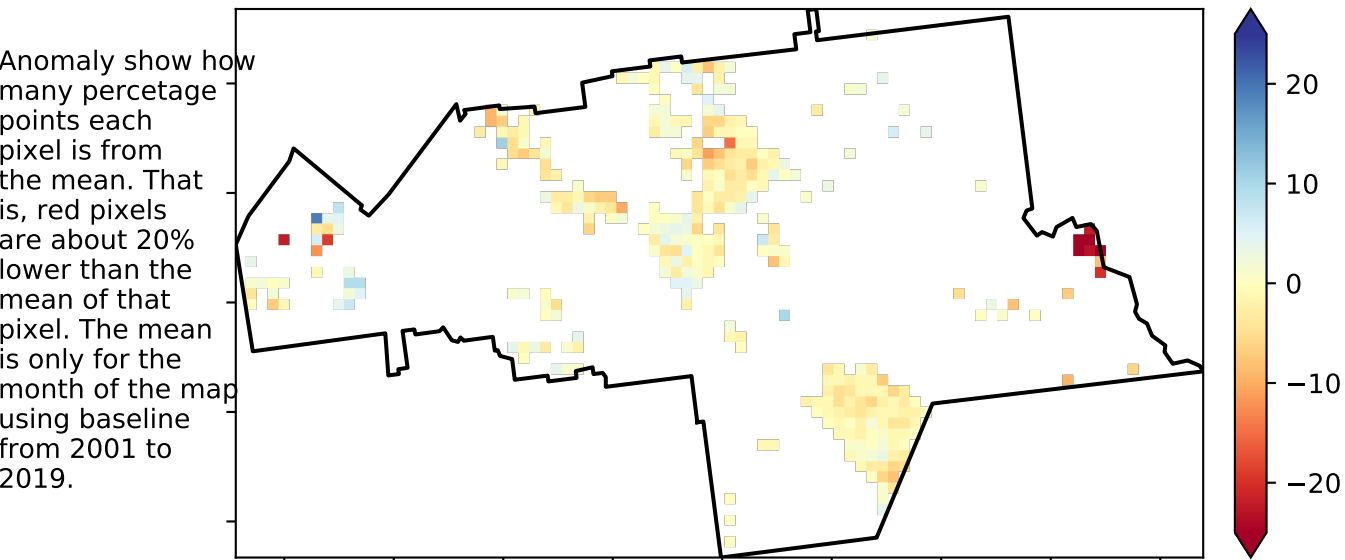 Anomaly show how
many percetage
points each
pixel is from
the mean. That
is, red pixels
are about 20%
lower than the
mean of that
pixel. The mean
is only for the
month of the map
using baseline
from 2001 to
2019.
20
10
0
−10
−20